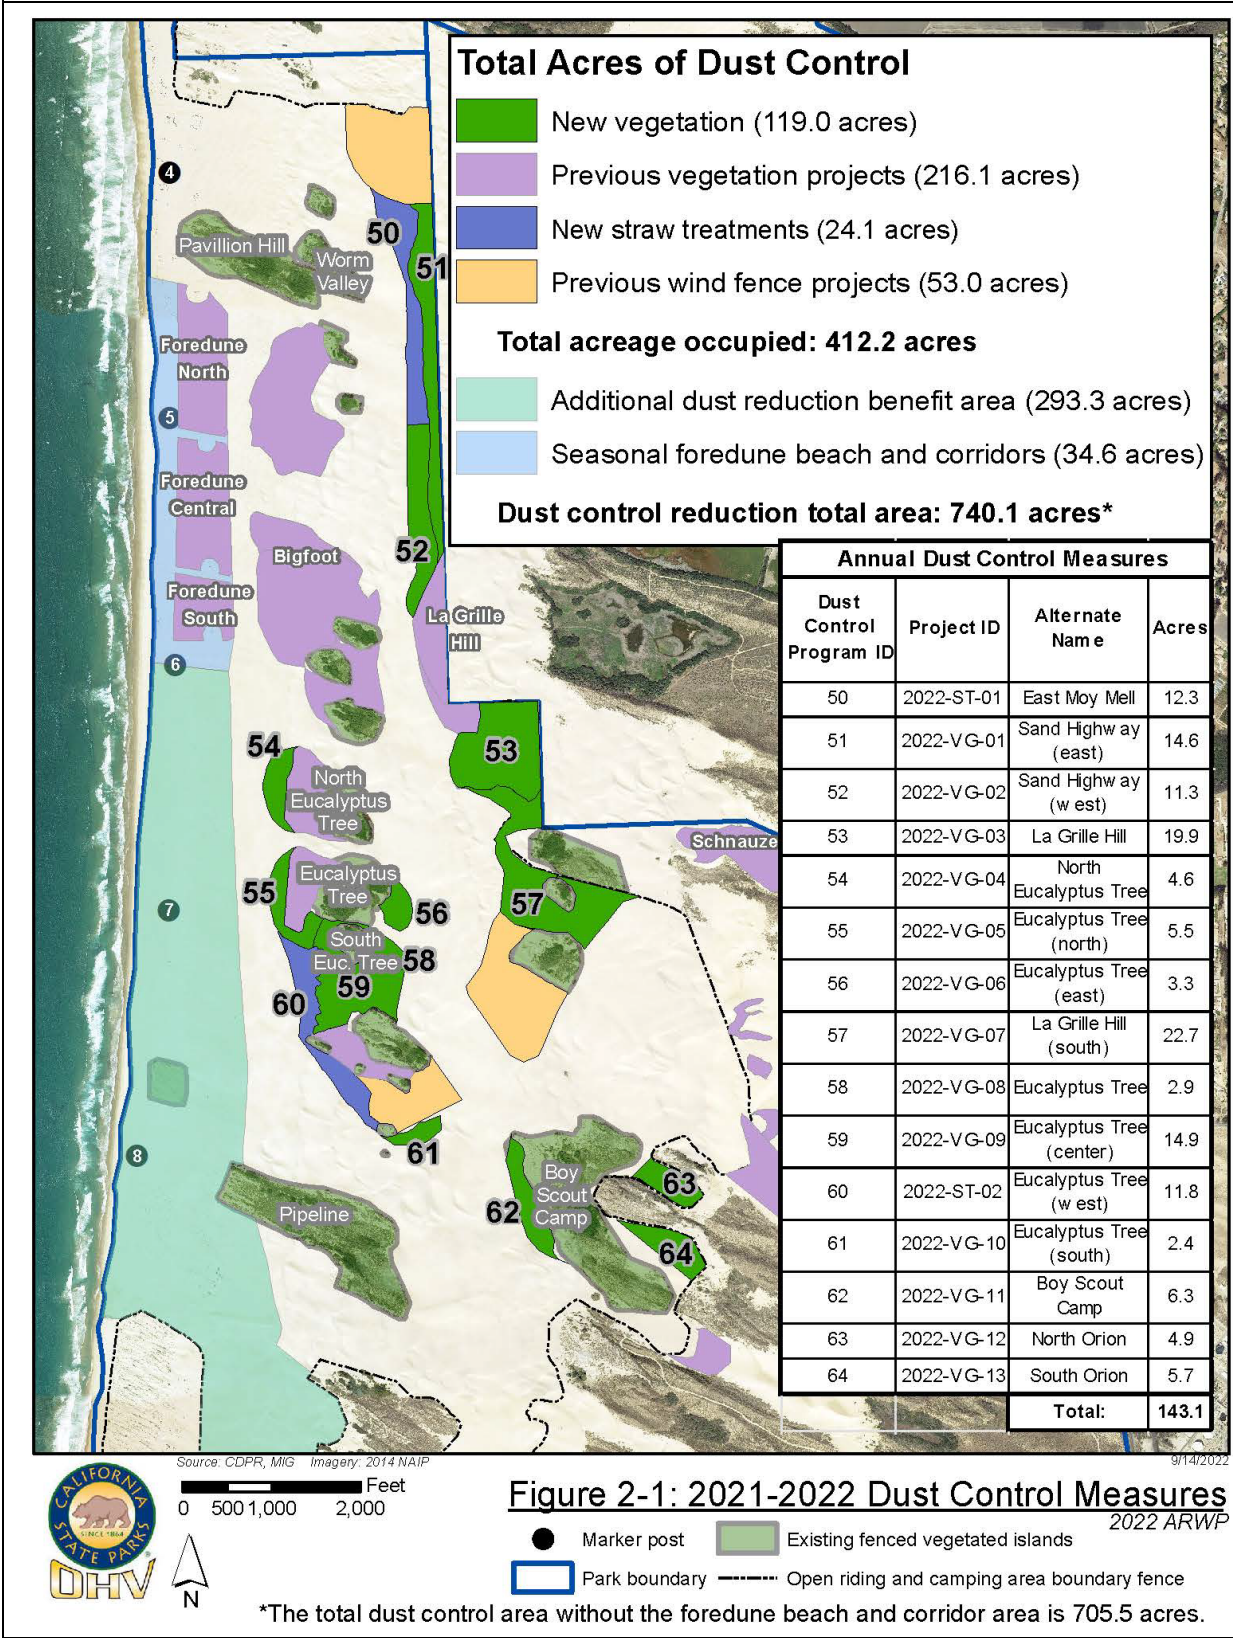 Total Acres of Dust Control
New vegetation (119.0 acres)
Previous vegetation projects (216.1 acres)
New straw treatments (24.1 acres)
Previous wind fence projects (53.0 acres)
Total acreage occupied: 412.2 acres
Additional dust reduction benefit area (293.3 acres)
Seasonal foredune beach and corridors (34.6 acres)
Dust control reduction total area: 740.1 acres*
4
Pavillion Hill
Worm
Valley
50
51
Foredune
North
5
Foredune
Central
Bigfoot
52
Foredune
South
La Grille
Hill
6
54
53
North
Eucalyptus
Tree
Schnauze
Eucalyptus
Tree
55
56
57
7
South
Euc. Tree
58
59
60
61
8
Pipeline
Boy
Scout
Camp
62
63
64
Annual Dust Control Measures
Dust
Control
Program ID
Project ID
Alternate
Name
Acres
50 2022-ST-01 East Moy Mell 12.3
51 2022-VG-01 Sand Highway
(east) 14.6
52 2022-VG-02 Sand Highway
(west) 11.3
53 2022-VG-03 La Grille Hill 19.9
54 2022-VG-04 North
Eucalyptus Tree 4.6
55 2022-VG-05 Eucalyptus Tree
(north) 5.5
56 2022-VG-06 Eucalyptus Tree
(east) 3.3
57 2022-VG-07 La Grille Hill
(south) 22.7
58 2022-VG-08 Eucalyptus Tree 2.9
59 2022-VG-09 Eucalyptus Tree
(center) 14.9
60 2022-ST-02 Eucalyptus Tree
(west) 11.8
61 2022-VG-10 Eucalyptus Tree
(south) 2.4
62 2022-VG-11 Boy Scout
Camp 6.3
63 2022-VG-12 North Orion 4.9
64 2022-VG-13 South Orion 5.7
Total: 143.1
Source: CDPR, MIG Imagery: 2014 NAIP
9/14/2022
CALIFORNIA
STATE PARKS
SINCE 1864
OHV
Feet
0 500 1,000 2,000
N
Figure 2-1: 2021-2022 Dust Control Measures
2022 ARWP
Marker post
Existing fenced vegetated islands
Park boundary
Open riding and camping area boundary fence
*The total dust control area without the foredune beach and corridor area is 705.5 acres.